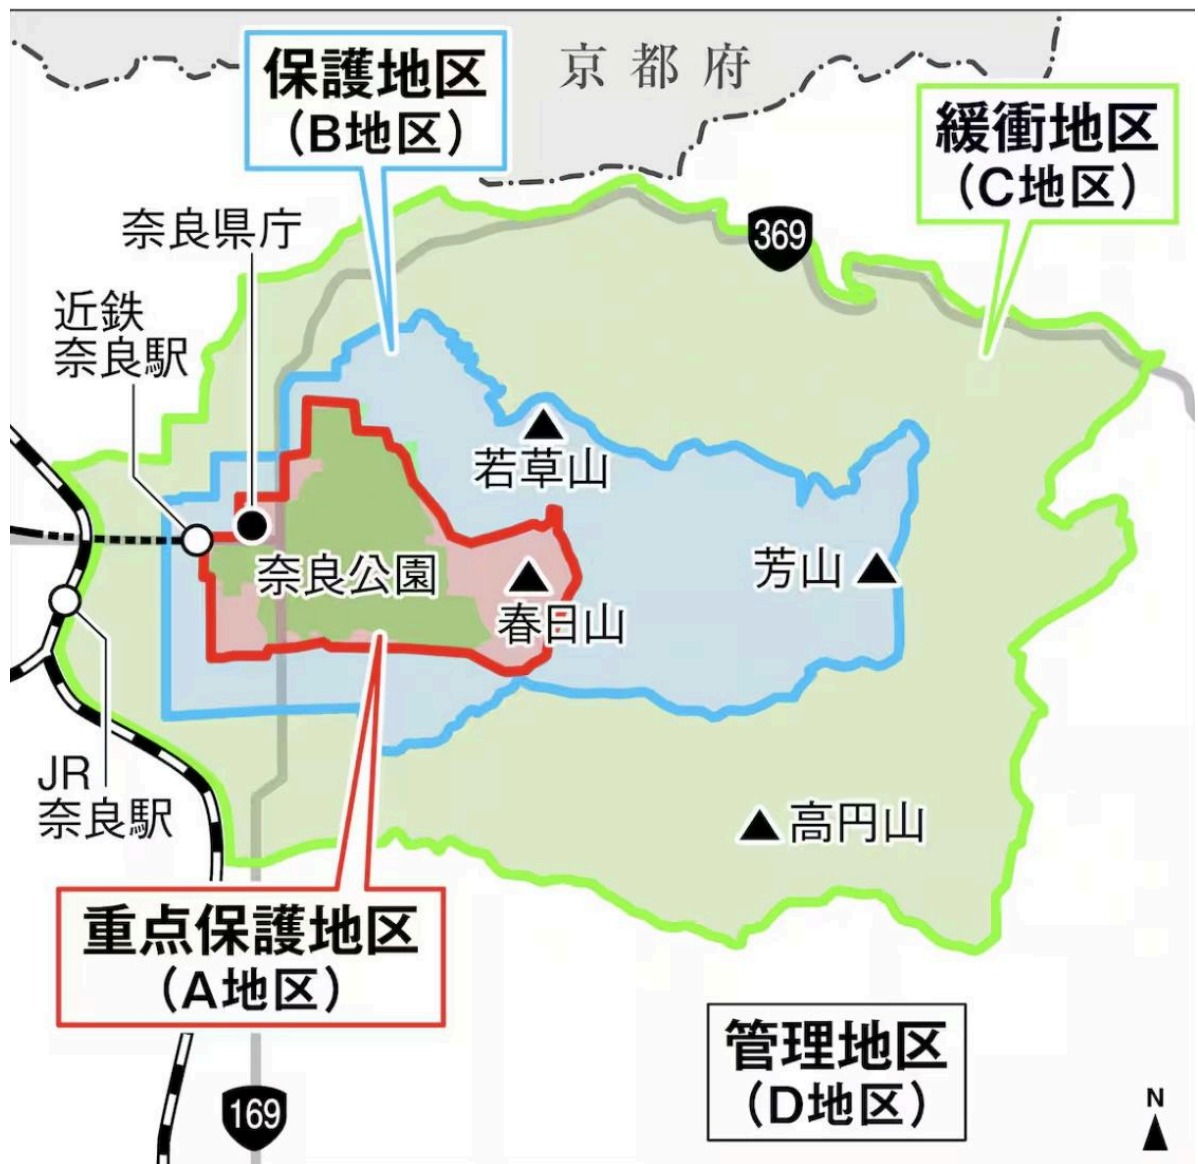 京都府
保護地区
（B地区）
緩衝地区
（C地区）
奈良県庁
369
近鉄
奈良駅
若草山
奈良公園
芳山
春日山
JR
奈良駅
高円山
重点保護地区
（A地区）
管理地区
（D地区）
169
N